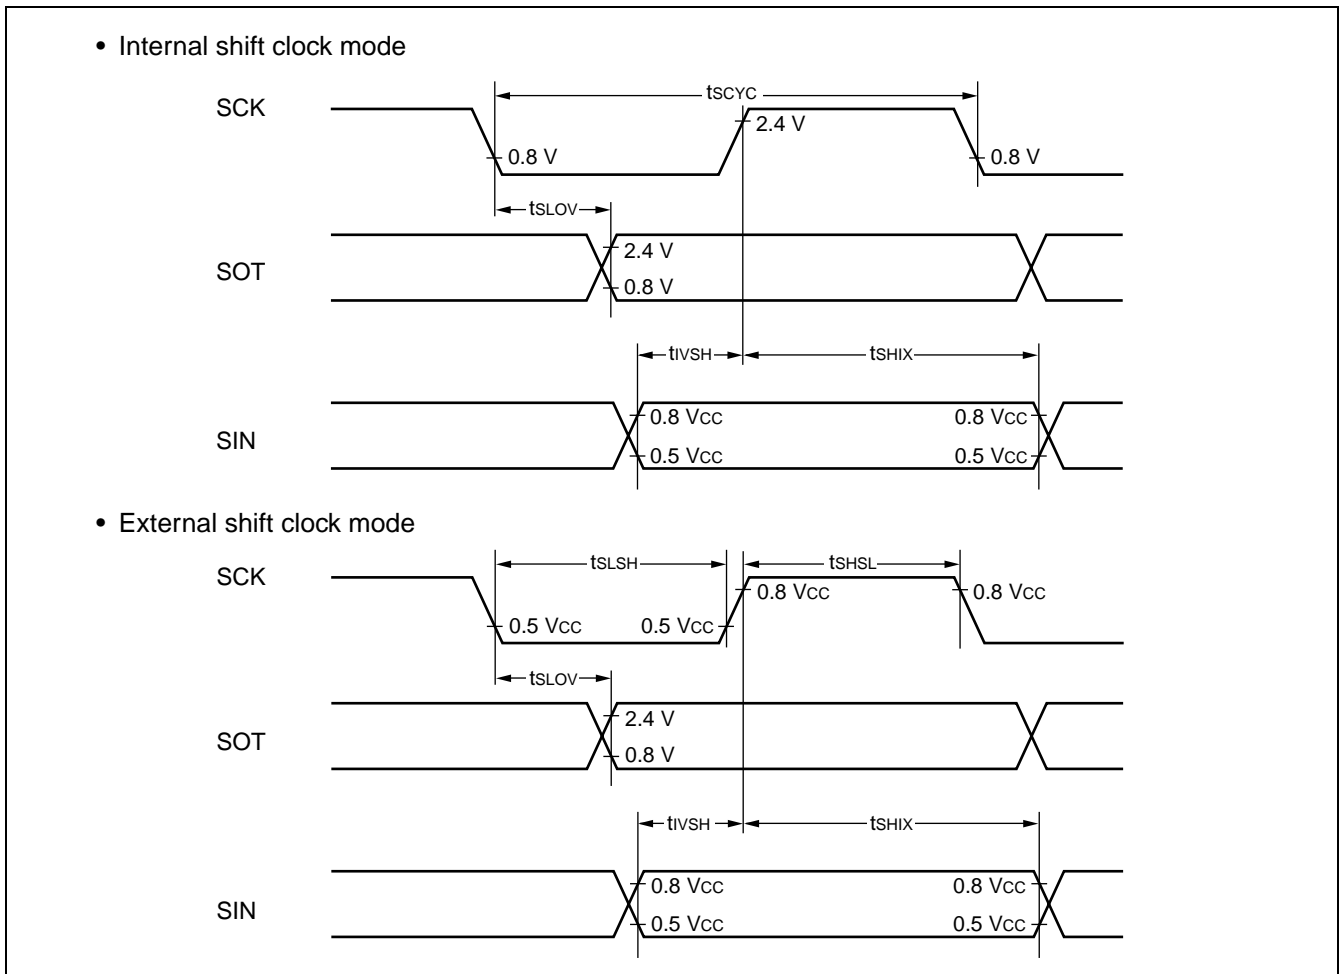 • Internal shift clock mode
tSCYC
SCK
2.4 V
0.8 V
0.8 V
tSLOV
SOT
2.4 V
0.8 V
tIVSH
tSHIX
SIN
0.8 VCC
0.8 VCC
0.5 VCC
0.5 VCC
• External shift clock mode
tSLSH
tSHSL
SCK
0.8 VCC
0.8 VCC
0.5 VCC
0.5 VCC
tSLOV
SOT
2.4 V
0.8 V
tIVSH
tSHIX
SIN
0.8 VCC
0.8 VCC
0.5 VCC
0.5 VCC